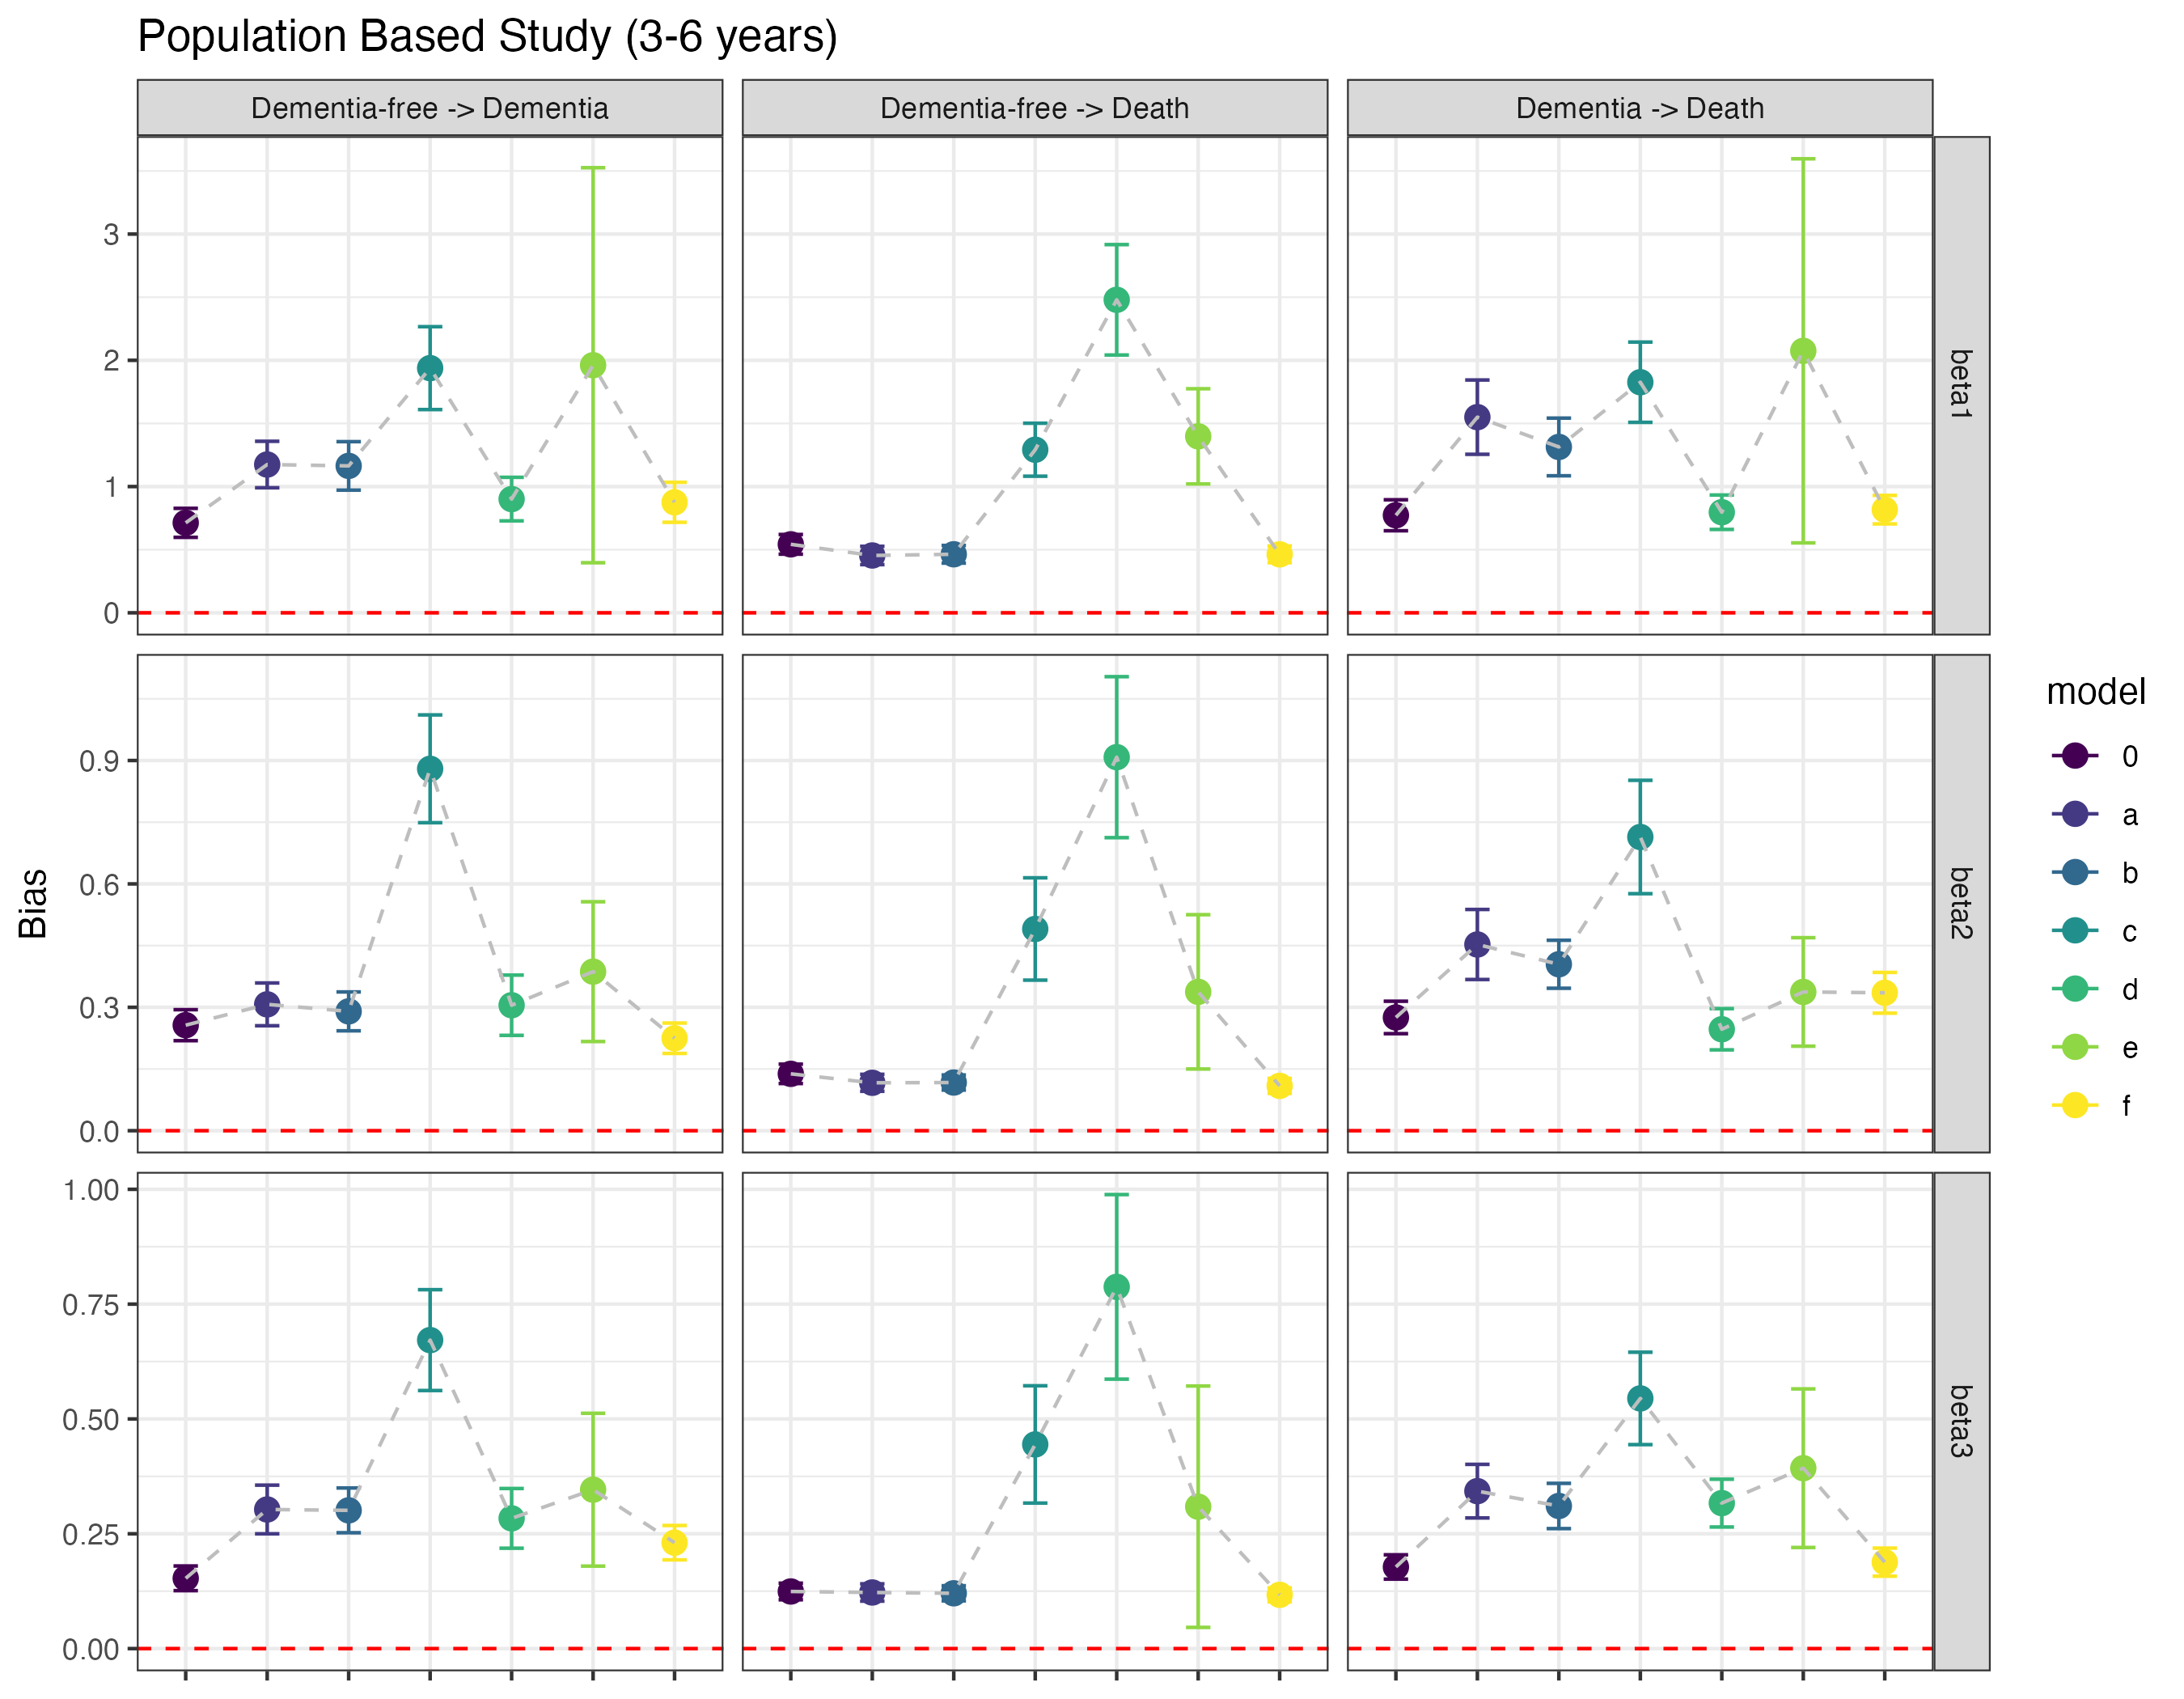 Population Based Study (3-6 years)
Dementia-free -> Dementia
Dementia-free -> Death
Dementia -> Death
3
2
1
0
beta1
0.9
0.6
0.3
0.0
beta2
1.00
0.75
0.50
0.25
0.00
beta3
Bias
model
0
a
b
c
d
e
f